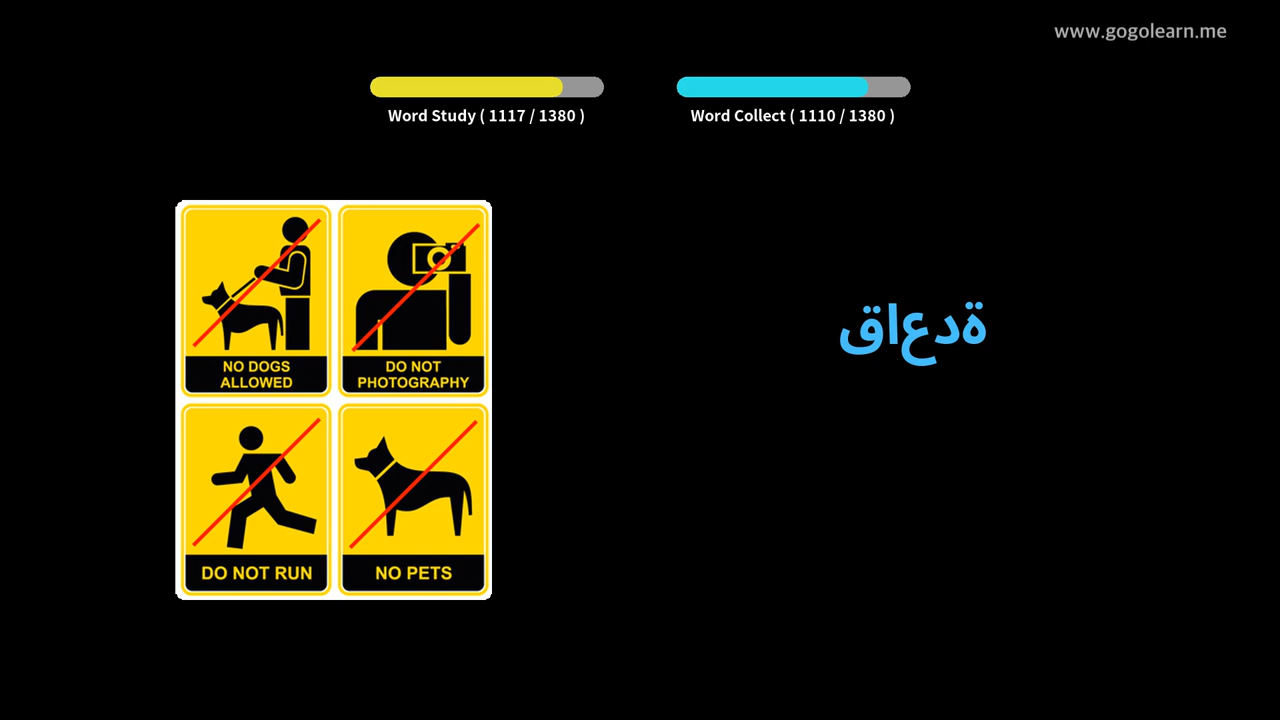 www.gogolearn.me
Word Study ( 1117 / 1380 )
Word Collect ( 1110 / 1380 )
NO DOGS
ALLOWED
DO NOT
PHOTOGRAPHY
قاعدة
DO NOT RUN
NO PETS